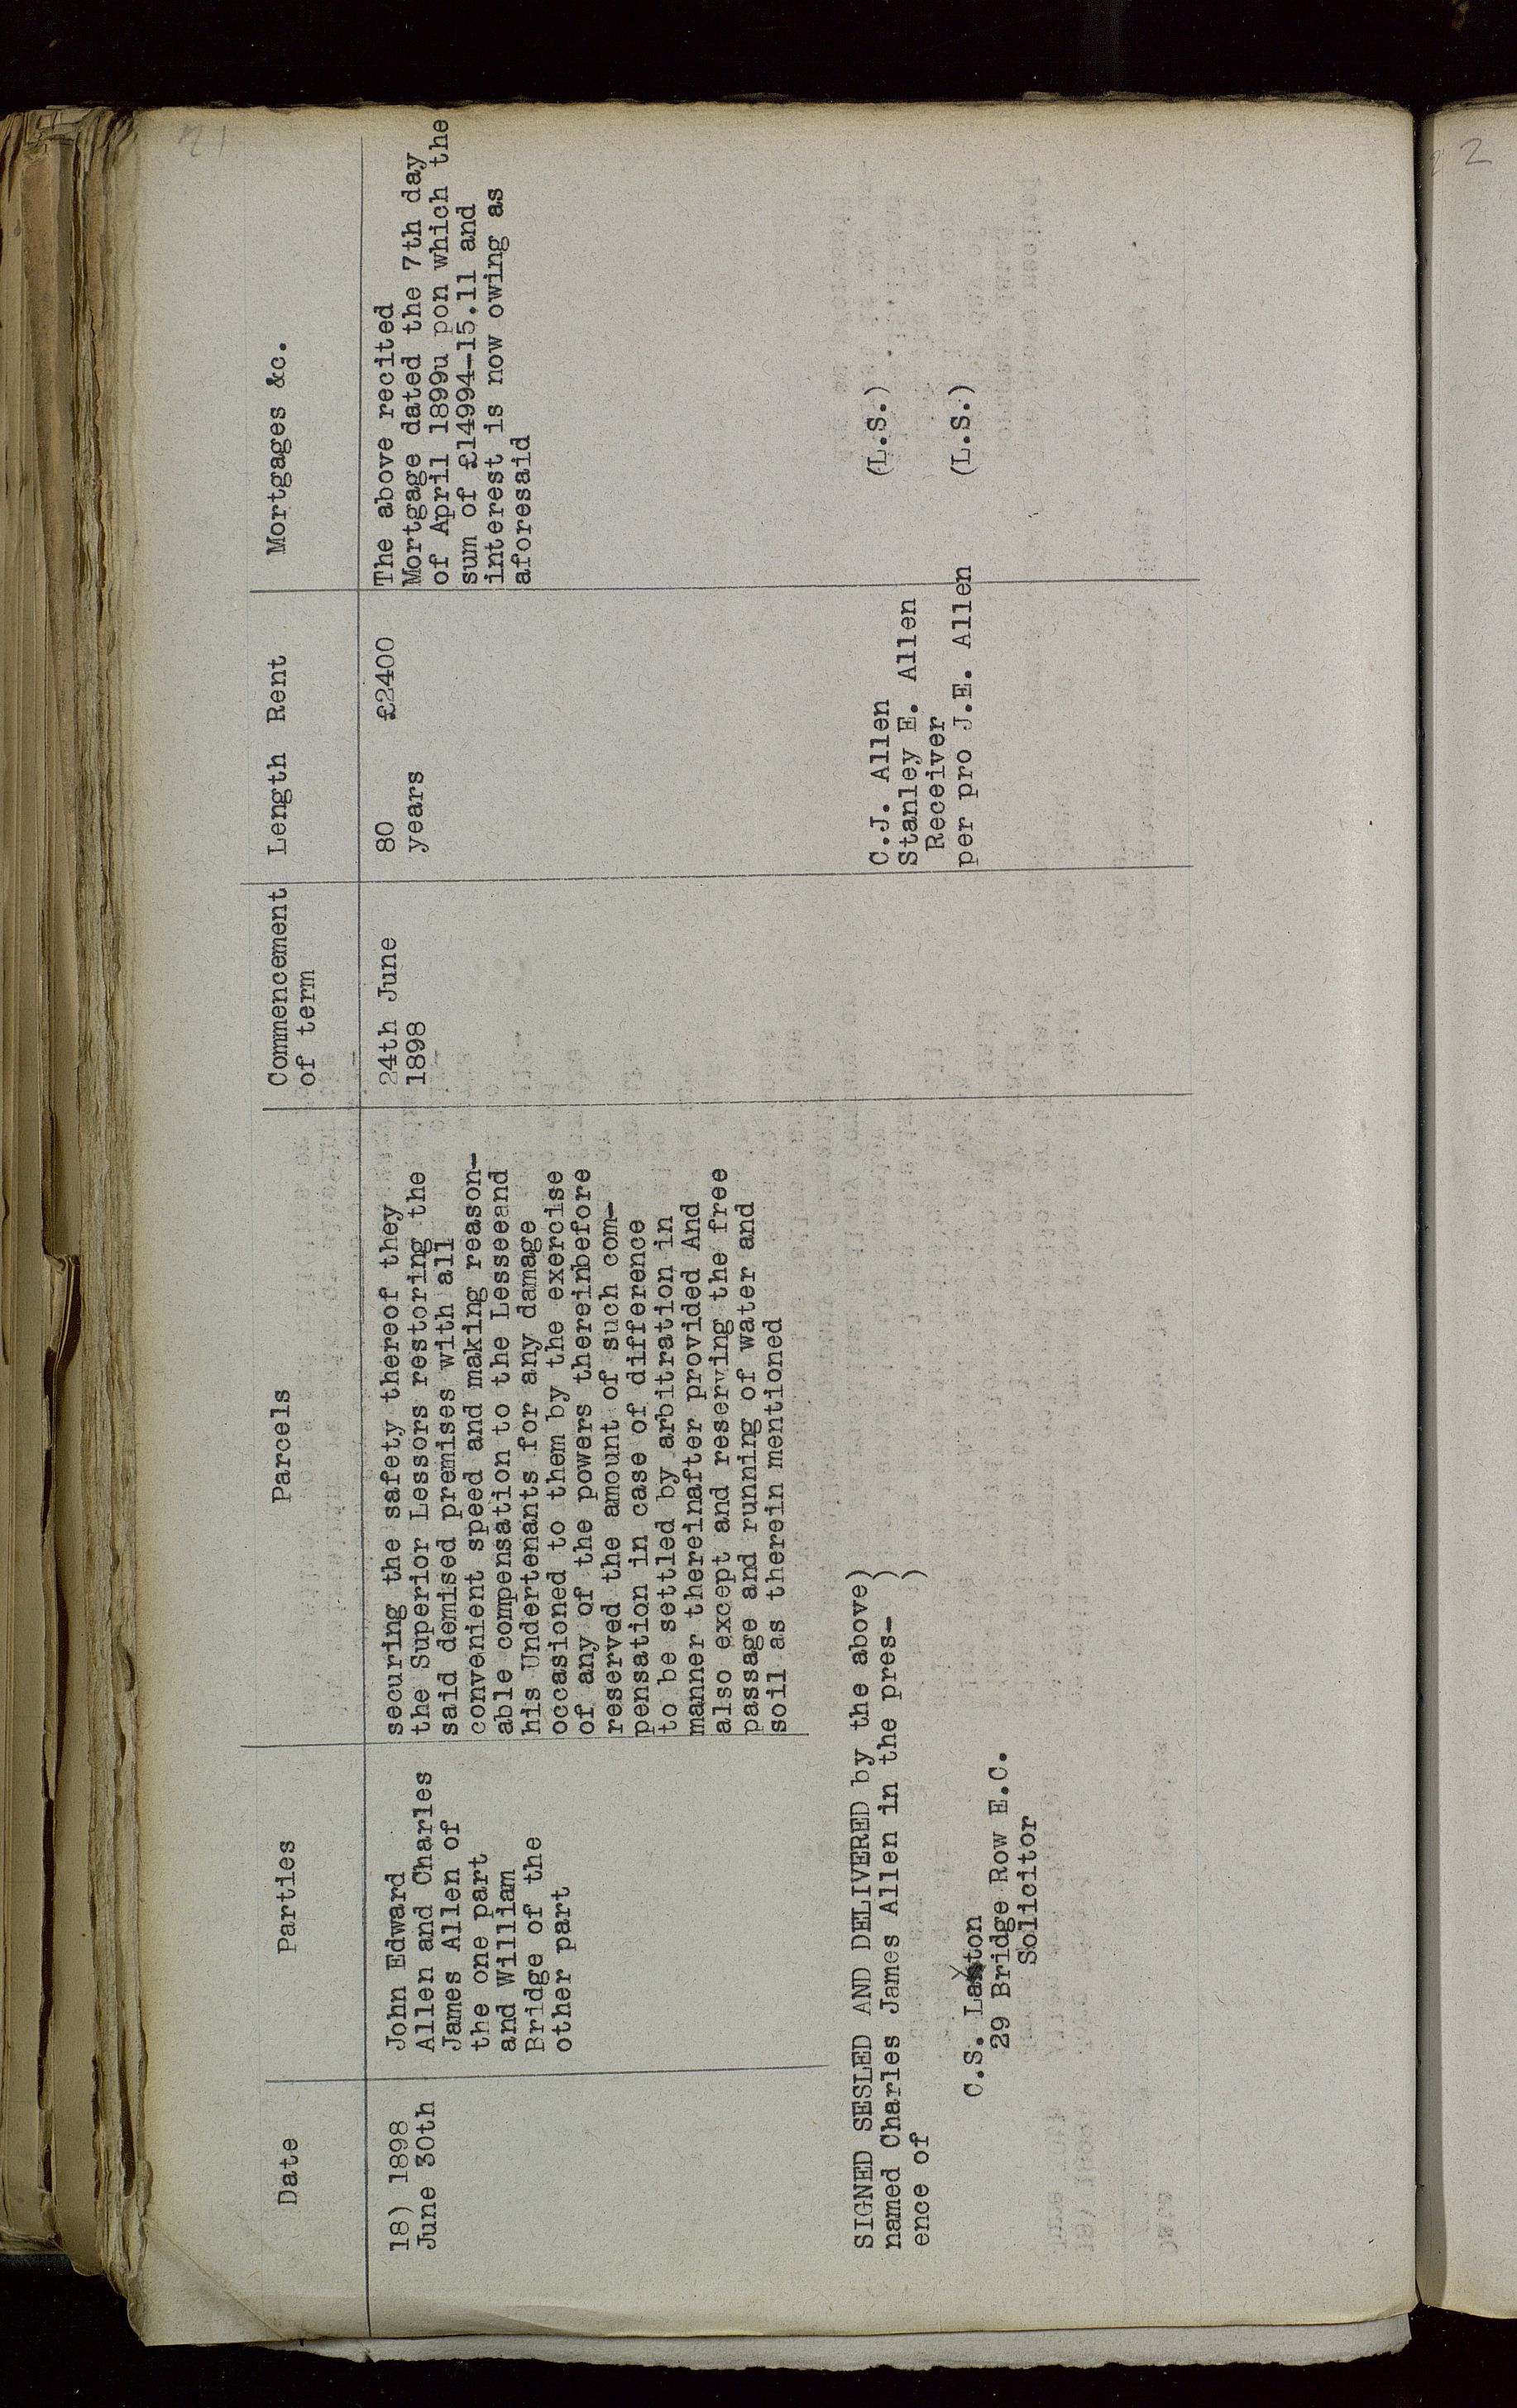 21
Date
Parties
Parcels
Commencement
of term
Length
Rent
Mortgages &c.
18) 1898
June 30th
John Edward
Allen and Charles
James Allen of
the one part
and William
Bridge of the
other part
securing the safety thereof they
the Superior Lessors restoring the
said demised premises with all
convenient speed and making reason-
able compensation to the Lesseeand
his Undertenants for any damage
occasioned to them by the exercise
of any of the powers thereinbefore
reserved the amount of such com-
pensation in case of difference
to be settled by arbitration in
manner thereinafter provided And
also except and reserving the free
passage and running of water and
soil as therein mentioned
24th June
1898
80
years
£2400
The above recited
Mortgage dated the 7th day
of April 1899u pon which the
sum of £14994-15.11 and
interest is now owing as
aforesaid
SIGNED SESLED AND DELIVERED by the above)
named Charles James Allen in the pres- )
ence of )
C.S. Laxton
29 Bridge Row E.C.
Solicitor
C.J. Allen (L.S.)
Stanley E. Allen
Receiver
per pro J.E. Allen (L.S.)
2